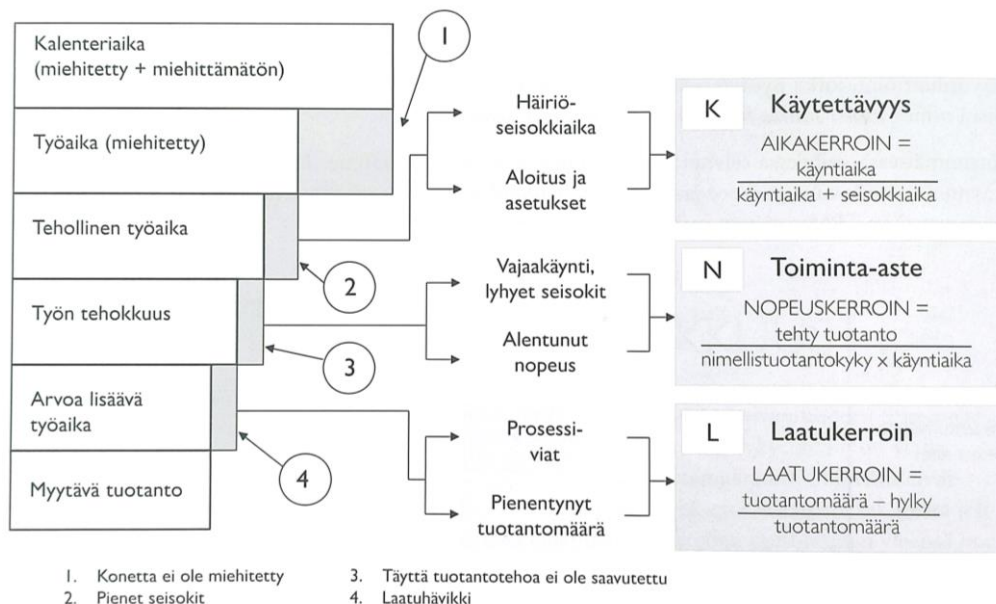 Kalenteriaika
(miehitetty + miehittämätön)
1
Työaika (miehitetty)
Tehollinen työaika
2
Työn tehokkuus
3
Arvoa lisäävä
työaika
4
Myytävä tuotanto
Häiriö-
seisokkiaika
Aloitus ja
asetukset
Vajaakäynti,
lyhyet seisokit
Alentunut
nopeus
Prosessi-
viat
Pienentynyt
tuotantomäärä
K Käytettävyys
AIKAKERROIN =
käyntiaika
käyntiaika + seisokkiaika
N Toiminta-aste
NOPEUSKERROIN =
tehty tuotanto
nimellistuotantokyky x käyntiaika
L Laatukerroin
LAATUKERROIN =
tuotantomäärä – hylky
tuotantomäärä
1. Konetta ei ole miehitetty
2. Pienet seisokit
3. Täyttä tuotantotehoa ei ole saavutettu
4. Laatuhävikki